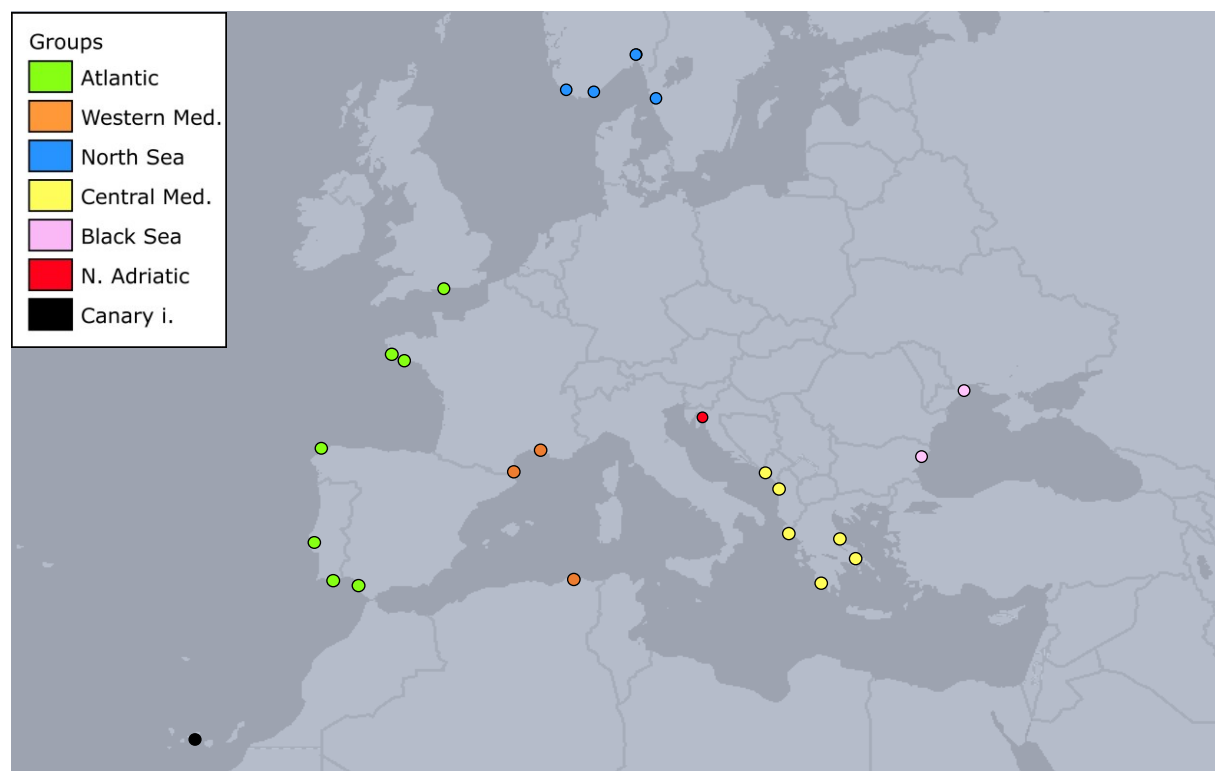 Groups
Atlantic
Western Med.
North Sea
Central Med.
Black Sea
N. Adriatic
Canary i.